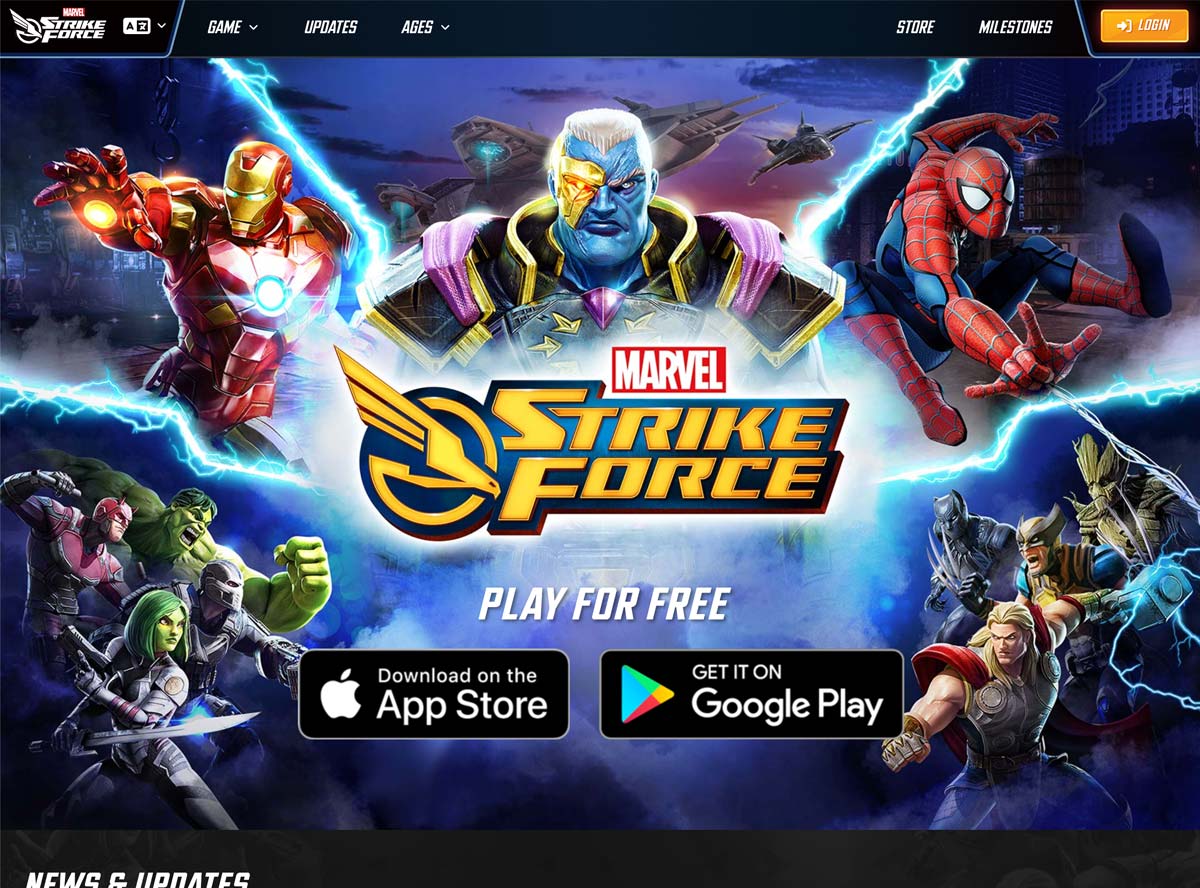 MARVEL
STRIKE
FORCE
A
GAME
UPDATES
AGES
STORE
MILESTONES
LOGIN
MARVEL
STRIKE
FORCE
PLAY FOR FREE
Download on the
App Store
GET IT ON
Google Play
NEWS & UPDATES